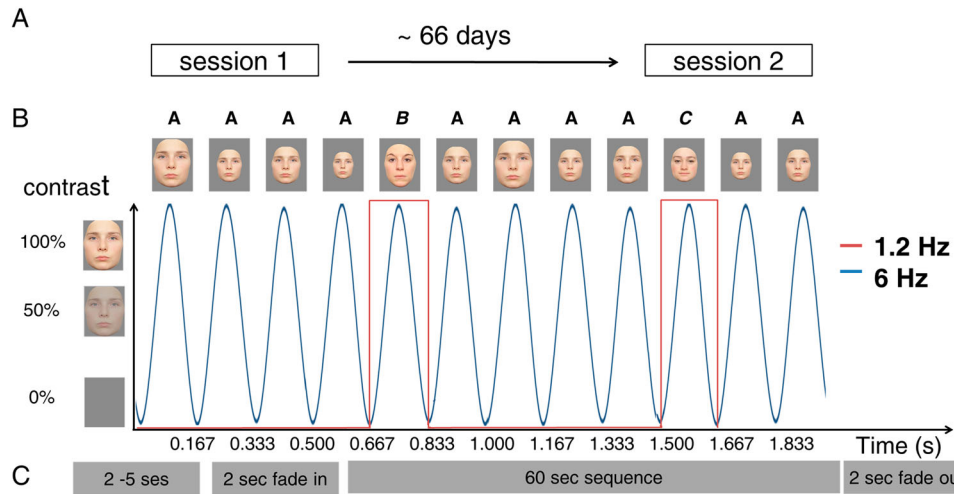 A
session 1
~ 66 days
session 2
B
A A A A B A A A A C A A
contrast
100%
50%
0%
1.2 Hz
6 Hz
0.167 0.333 0.500 0.667 0.833 1.000 1.167 1.333 1.500 1.667 1.833 Time (s)
C
2 -5 ses
2 sec fade in
60 sec sequence
2 sec fade ou